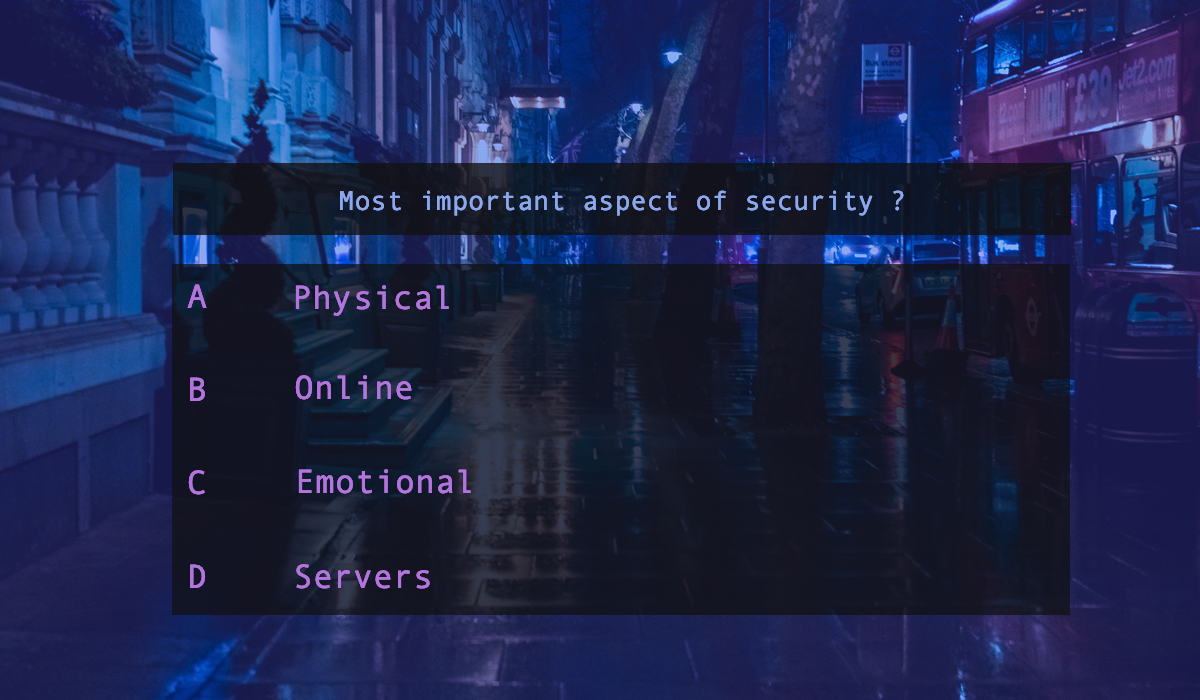 Bus stand
Jet2.com
£39
Most important aspect of security ?
A Physical
B Online
C Emotional
D Servers